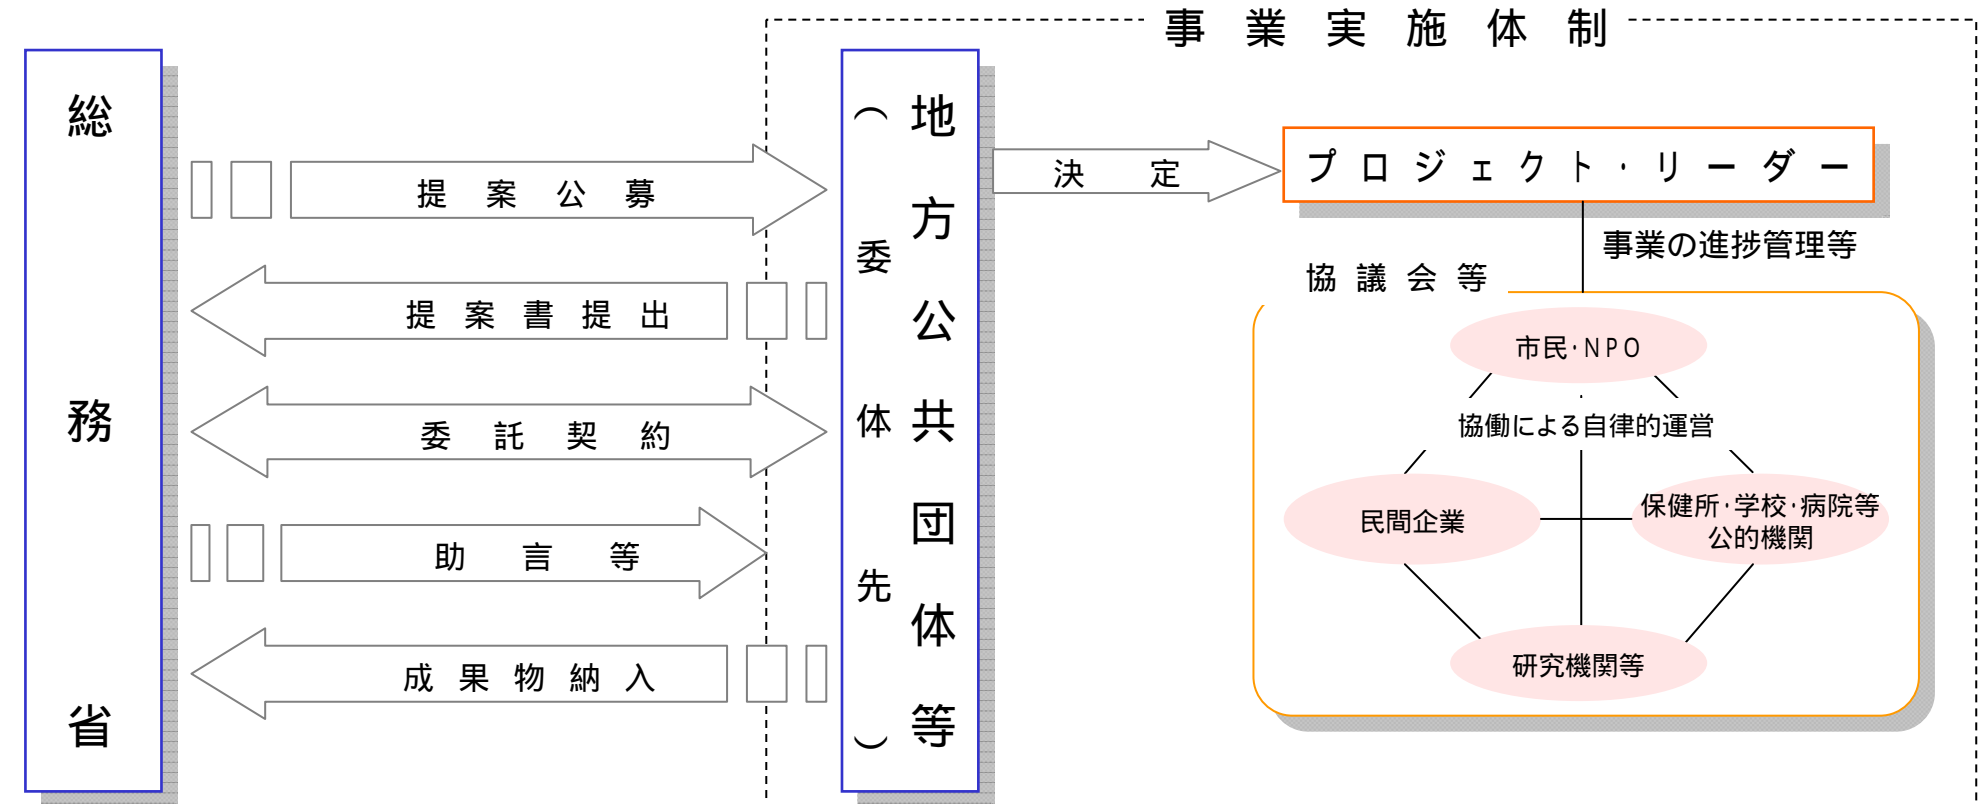 事業実施体制
総務省
提案公募
提案書提出
委託契約
助言等
成果物納入
地方公共団体等
（委体先）
決定
プロジェクト・リーダー
事業の進捗管理等
協議会等
市民・NPO
協働による自律的運営
民間企業
保健所・学校・病院等
公的機関
研究機関等